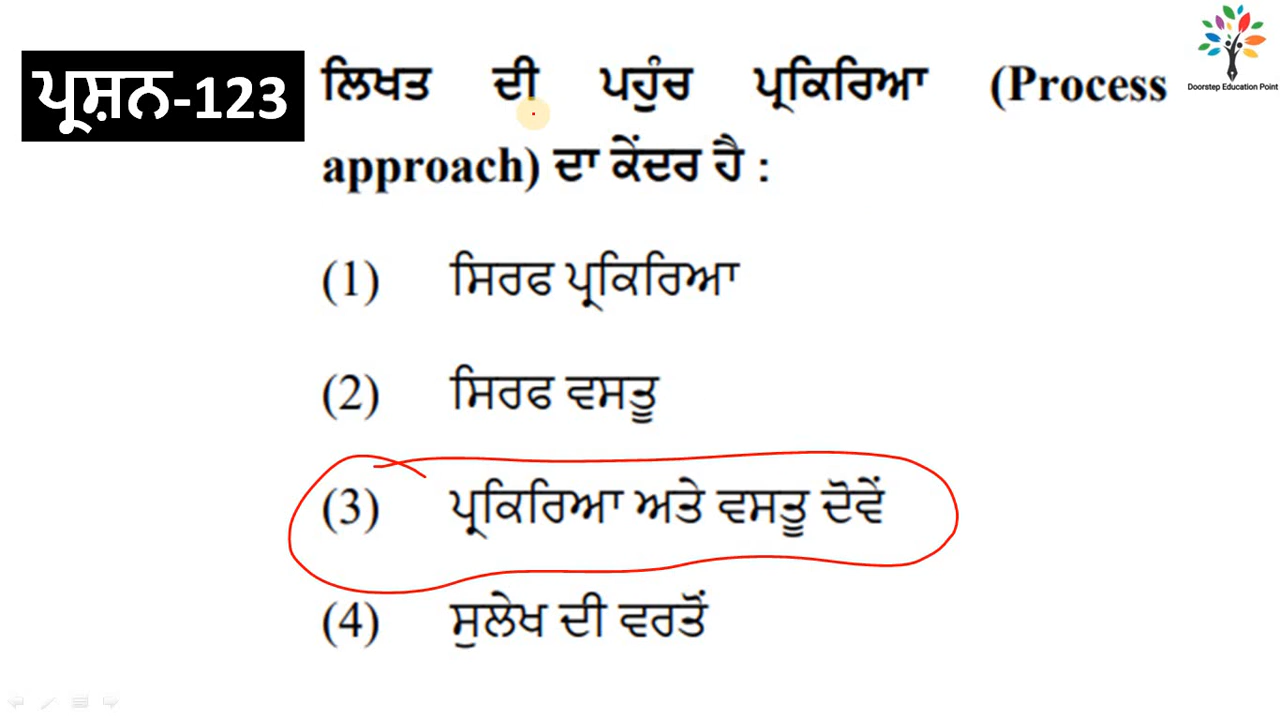 ਪ੍ਰਸ਼ਨ-123
ਲਿਖਤ ਦੀ ਪਹੁੰਚ ਪ੍ਰਕਿਰਿਆ (Process
approach) ਦਾ ਕੇਂਦਰ ਹੈ :
(1) ਸਿਰਫ ਪ੍ਰਕਿਰਿਆ
(2) ਸਿਰਫ ਵਸਤੂ
(3) ਪ੍ਰਕਿਰਿਆ ਅਤੇ ਵਸਤੂ ਦੋਵੇਂ
(4) ਸੁਲੇਖ ਦੀ ਵਰਤੋਂ
Doorstep Education Point